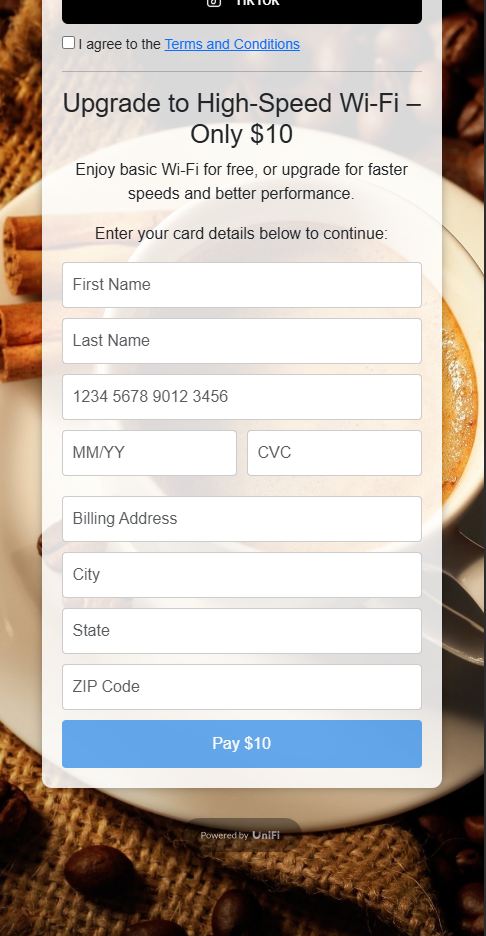 TIKTOK
I agree to the Terms and Conditions
Upgrade to High-Speed Wi-Fi –
Only $10
Enjoy basic Wi-Fi for free, or upgrade for faster
speeds and better performance.
Enter your card details below to continue:
First Name
Last Name
1234 5678 9012 3456
MM/YY CVC
Billing Address
City
State
ZIP Code
Pay $10
Powered by UniFi